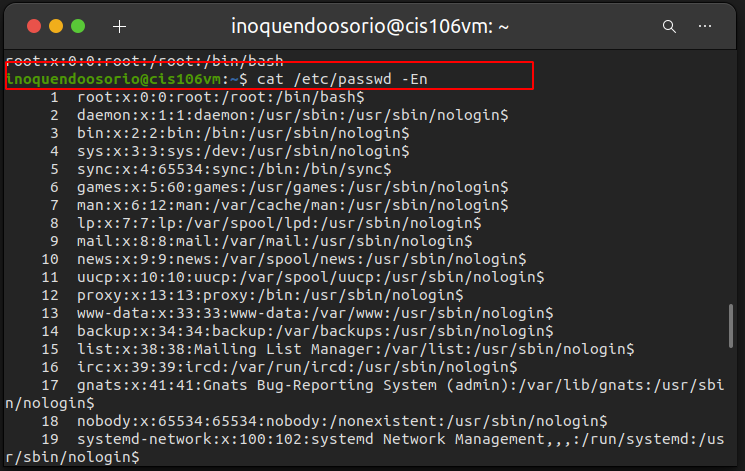 inoquendoosorio@cis106vm: ~
root:x:0:0:root:/root:/bin/bash
inoquendoosorio@cis106vm:~$ cat /etc/passwd -En
     1  root:x:0:0:root:/root:/bin/bash$
     2  daemon:x:1:1:daemon:/usr/sbin:/usr/sbin/nologin$
     3  bin:x:2:2:bin:/bin:/usr/sbin/nologin$
     4  sys:x:3:3:sys:/dev:/usr/sbin/nologin$
     5  sync:x:4:65534:sync:/bin:/bin/sync$
     6  games:x:5:60:games:/usr/games:/usr/sbin/nologin$
     7  man:x:6:12:man:/var/cache/man:/usr/sbin/nologin$
     8  lp:x:7:7:lp:/var/spool/lpd:/usr/sbin/nologin$
     9  mail:x:8:8:mail:/var/mail:/usr/sbin/nologin$
    10  news:x:9:9:news:/var/spool/news:/usr/sbin/nologin$
    11  uucp:x:10:10:uucp:/var/spool/uucp:/usr/sbin/nologin$
    12  proxy:x:13:13:proxy:/bin:/usr/sbin/nologin$
    13  www-data:x:33:33:www-data:/var/www:/usr/sbin/nologin$
    14  backup:x:34:34:backup:/var/backups:/usr/sbin/nologin$
    15  list:x:38:38:Mailing List Manager:/var/list:/usr/sbin/nologin$
    16  irc:x:39:39:ircd:/var/run/ircd:/usr/sbin/nologin$
    17  gnats:x:41:41:Gnats Bug-Reporting System (admin):/var/lib/gnats:/usr/sbi
n/nologin$
    18  nobody:x:65534:65534:nobody:/nonexistent:/usr/sbin/nologin$
    19  systemd-network:x:100:102:systemd Network Management,,,:/run/systemd:/us
r/sbin/nologin$